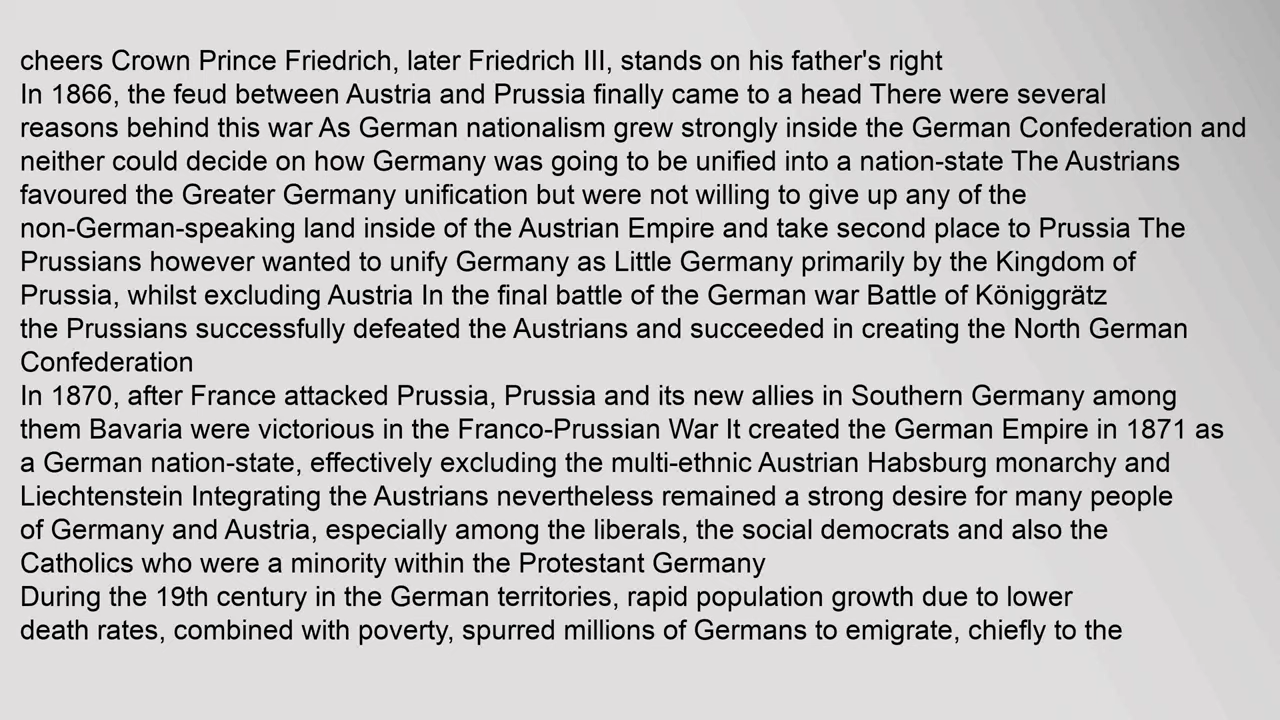 cheers Crown Prince Friedrich, later Friedrich III, stands on his father's right
In 1866, the feud between Austria and Prussia finally came to a head There were several
reasons behind this war As German nationalism grew strongly inside the German Confederation and
neither could decide on how Germany was going to be unified into a nation-state The Austrians
favoured the Greater Germany unification but were not willing to give up any of the
non-German-speaking land inside of the Austrian Empire and take second place to Prussia The
Prussians however wanted to unify Germany as Little Germany primarily by the Kingdom of
Prussia, whilst excluding Austria In the final battle of the German war Battle of Königgrätz
the Prussians successfully defeated the Austrians and succeeded in creating the North German
Confederation
In 1870, after France attacked Prussia, Prussia and its new allies in Southern Germany among
them Bavaria were victorious in the Franco-Prussian War It created the German Empire in 1871 as
a German nation-state, effectively excluding the multi-ethnic Austrian Habsburg monarchy and
Liechtenstein Integrating the Austrians nevertheless remained a strong desire for many people
of Germany and Austria, especially among the liberals, the social democrats and also the
Catholics who were a minority within the Protestant Germany
During the 19th century in the German territories, rapid population growth due to lower
death rates, combined with poverty, spurred millions of Germans to emigrate, chiefly to the